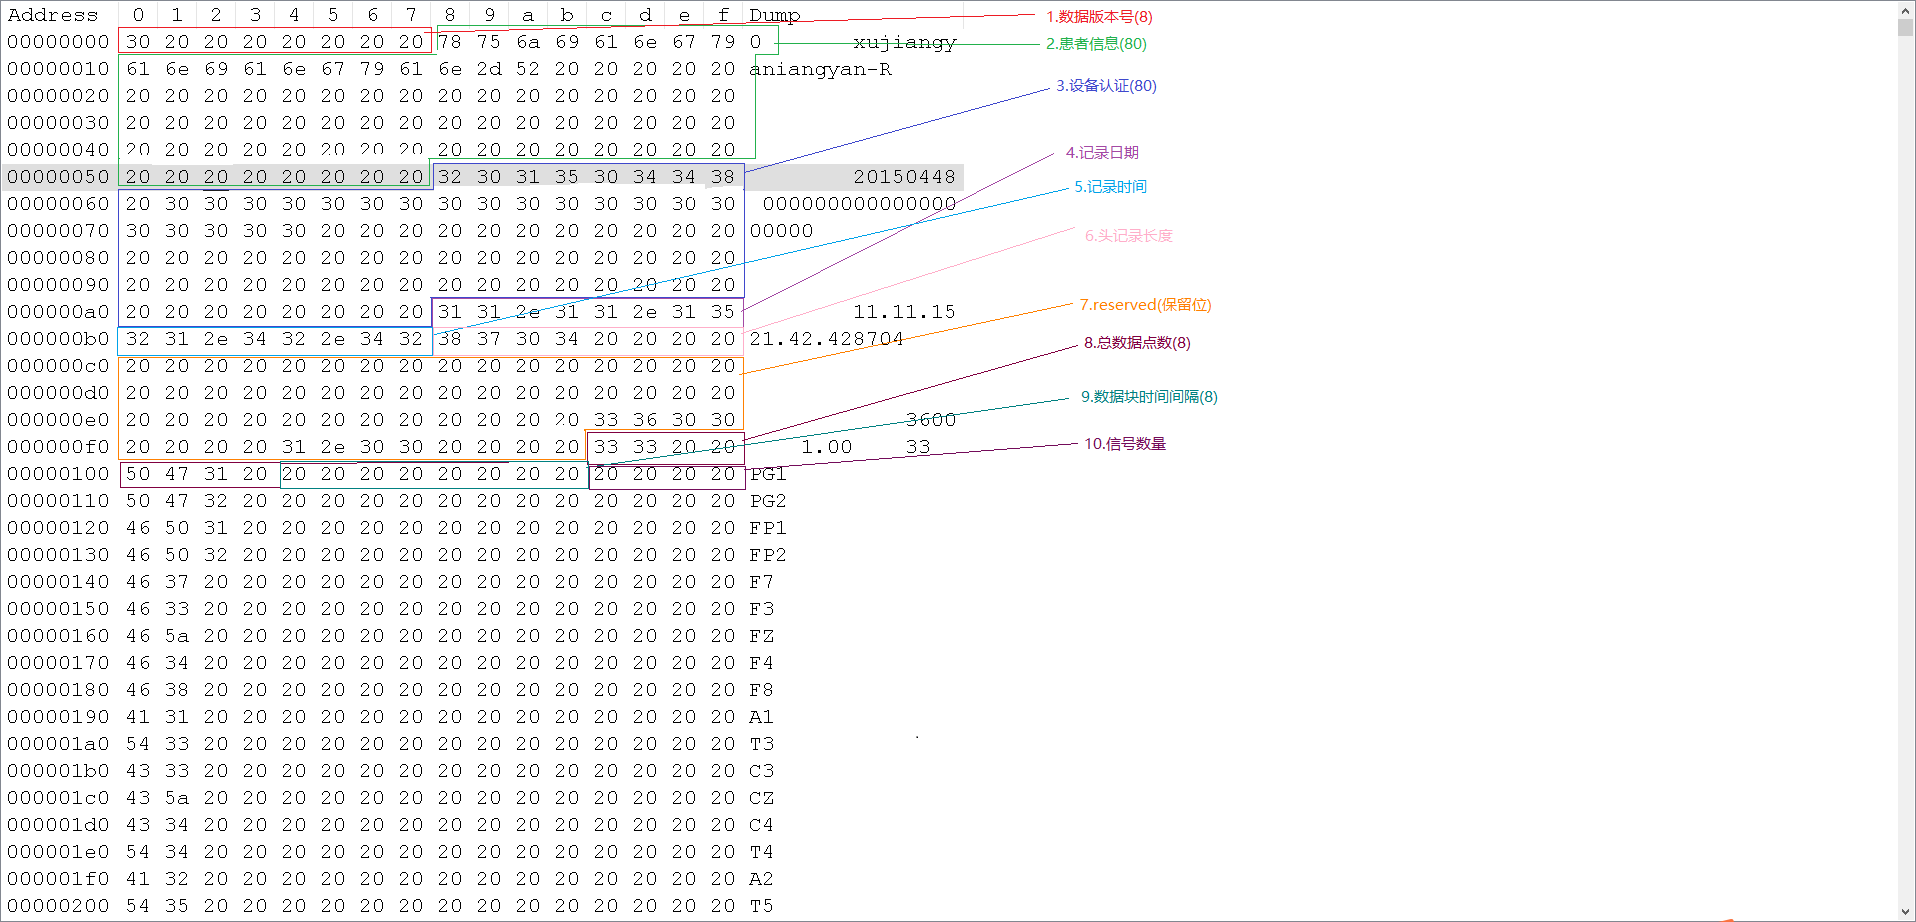 Address 0 1 2 3 4 5 6 7 8 9 a b c d e f Dump
00000000 30 20 20 20 20 20 20 20 78 75 6a 69 61 6e 67 79 0       xujiangy
00000010 61 6e 69 61 6e 67 79 61 6e 2d 52 20 20 20 20 20 aniangyan-R
00000020 20 20 20 20 20 20 20 20 20 20 20 20 20 20 20 20
00000030 20 20 20 20 20 20 20 20 20 20 20 20 20 20 20 20
00000040 20 20 20 20 20 20 20 20 20 20 20 20 20 20 20 20
00000050 20 20 20 20 20 20 20 20 32 30 31 35 30 34 34 38         20150448
00000060 20 30 30 30 30 30 30 30 30 30 30 30 30 30 30 30  000000000000000
00000070 30 30 30 30 30 20 20 20 20 20 20 20 20 20 20 20 00000
00000080 20 20 20 20 20 20 20 20 20 20 20 20 20 20 20 20
00000090 20 20 20 20 20 20 20 20 20 20 20 20 20 20 20 20
000000a0 20 20 20 20 20 20 20 20 31 31 2e 31 31 2e 31 35         11.11.15
000000b0 32 31 2e 34 32 2e 34 32 38 37 30 34 20 20 20 20 21.42.428704
000000c0 20 20 20 20 20 20 20 20 20 20 20 20 20 20 20 20
000000d0 20 20 20 20 20 20 20 20 20 20 20 20 20 20 20 20
000000e0 20 20 20 20 20 20 20 20 20 20 20 20 33 36 30 30             3600
000000f0 20 20 20 20 31 2e 30 30 20 20 20 20 33 33 20 20     1.00    33
00000100 50 47 31 20 20 20 20 20 20 20 20 20 20 20 20 20 PG1
00000110 50 47 32 20 20 20 20 20 20 20 20 20 20 20 20 20 PG2
00000120 46 50 31 20 20 20 20 20 20 20 20 20 20 20 20 20 FP1
00000130 46 50 32 20 20 20 20 20 20 20 20 20 20 20 20 20 FP2
00000140 46 37 20 20 20 20 20 20 20 20 20 20 20 20 20 20 F7
00000150 46 33 20 20 20 20 20 20 20 20 20 20 20 20 20 20 F3
00000160 46 5a 20 20 20 20 20 20 20 20 20 20 20 20 20 20 FZ
00000170 46 34 20 20 20 20 20 20 20 20 20 20 20 20 20 20 F4
00000180 46 38 20 20 20 20 20 20 20 20 20 20 20 20 20 20 F8
00000190 41 31 20 20 20 20 20 20 20 20 20 20 20 20 20 20 A1
000001a0 54 33 20 20 20 20 20 20 20 20 20 20 20 20 20 20 T3
000001b0 43 33 20 20 20 20 20 20 20 20 20 20 20 20 20 20 C3
000001c0 43 5a 20 20 20 20 20 20 20 20 20 20 20 20 20 20 CZ
000001d0 43 34 20 20 20 20 20 20 20 20 20 20 20 20 20 20 C4
000001e0 54 34 20 20 20 20 20 20 20 20 20 20 20 20 20 20 T4
000001f0 41 32 20 20 20 20 20 20 20 20 20 20 20 20 20 20 A2
00000200 54 35 20 20 20 20 20 20 20 20 20 20 20 20 20 20 T5
1.数据版本号(8)
2.患者信息(80)
3.设备认证(80)
4.记录日期
5.记录时间
6.头记录长度
7.reserved(保留位)
8.总数据点数(8)
9.数据块时间间隔(8)
10.信号数量